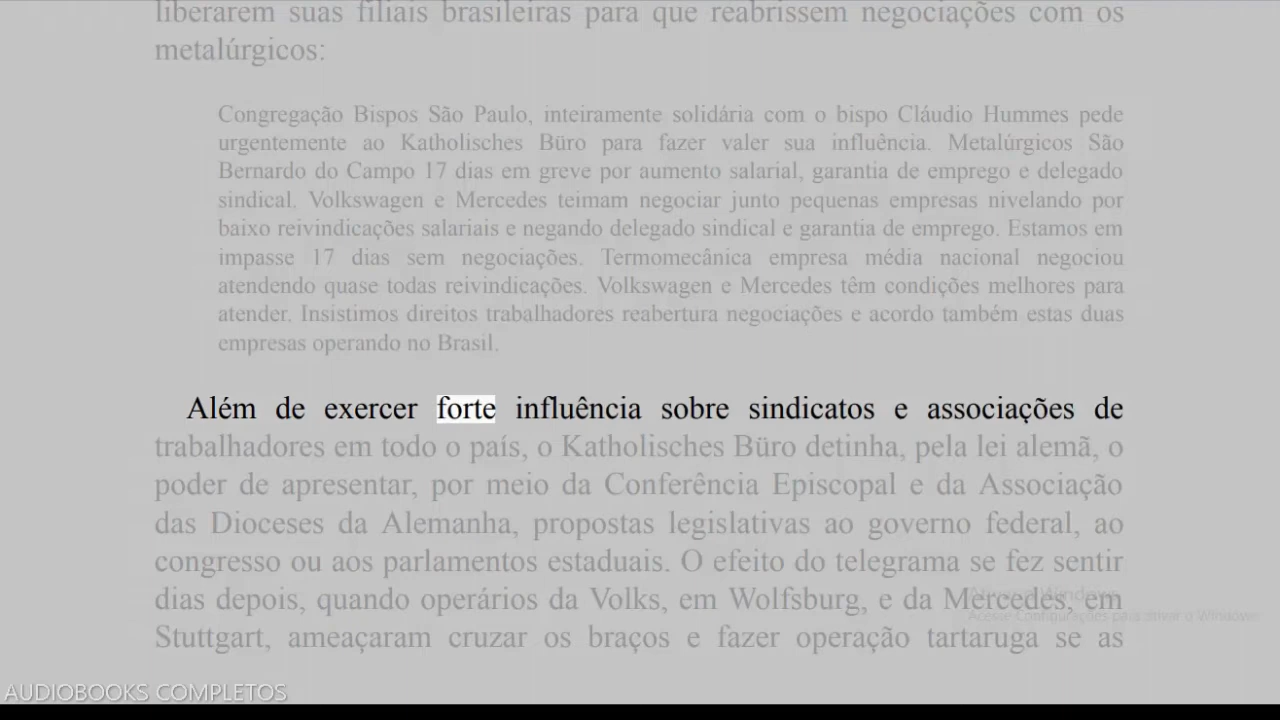 liberarem suas filiais brasileiras para que reabrissem negociações com os
metalúrgicos:
Congregação Bispos São Paulo, inteiramente solidária com o bispo Cláudio Hummes pede
urgentemente ao Katholisches Büro para fazer valer sua influência. Metalúrgicos São
Bernardo do Campo 17 dias em greve por aumento salarial, garantia de emprego e delegado
sindical. Volkswagen e Mercedes teimam negociar junto pequenas empresas nivelando por
baixo reivindicações salariais e negando delegado sindical e garantia de emprego. Estamos em
impasse 17 dias sem negociações. Termomecânica empresa média nacional negociou
atendendo quase todas reivindicações. Volkswagen e Mercedes têm condições melhores para
atender. Insistimos direitos trabalhadores reabertura negociações e acordo também estas duas
empresas operando no Brasil.
Além de exercer forte influência sobre sindicatos e associações de
trabalhadores em todo o país, o Katholisches Büro detinha, pela lei alemã, o
poder de apresentar, por meio da Conferência Episcopal e da Associação
das Dioceses da Alemanha, propostas legislativas ao governo federal, ao
congresso ou aos parlamentos estaduais. O efeito do telegrama se fez sentir
dias depois, quando operários da Volks, em Wolfsburg, e da Mercedes, em
Stuttgart, ameaçaram cruzar os braços e fazer operação tartaruga se as
Ativar o Windows
Acesse Configurações para ativar o Windows.
AUDIOBOOKS COMPLETOS